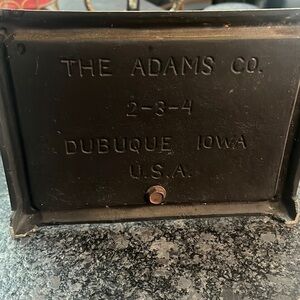 THE ADAMS CO.
2-3-4
DUBUQUE IOWA
U.S.A.